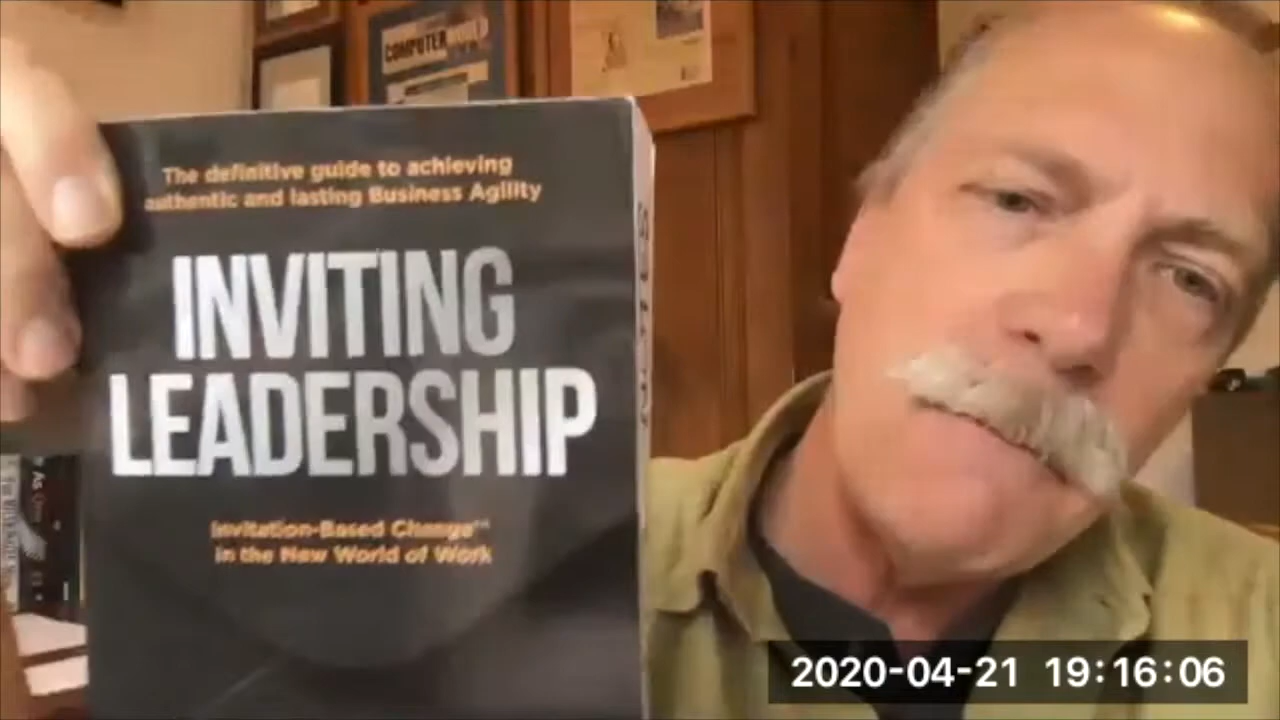 COMPUTERWORLD
The definitive guide to achieving
authentic and lasting Business Agility
INVITING
LEADERSHIP
Invitation-Based Change™
in the New World of Work
2020-04-21 19:16:06